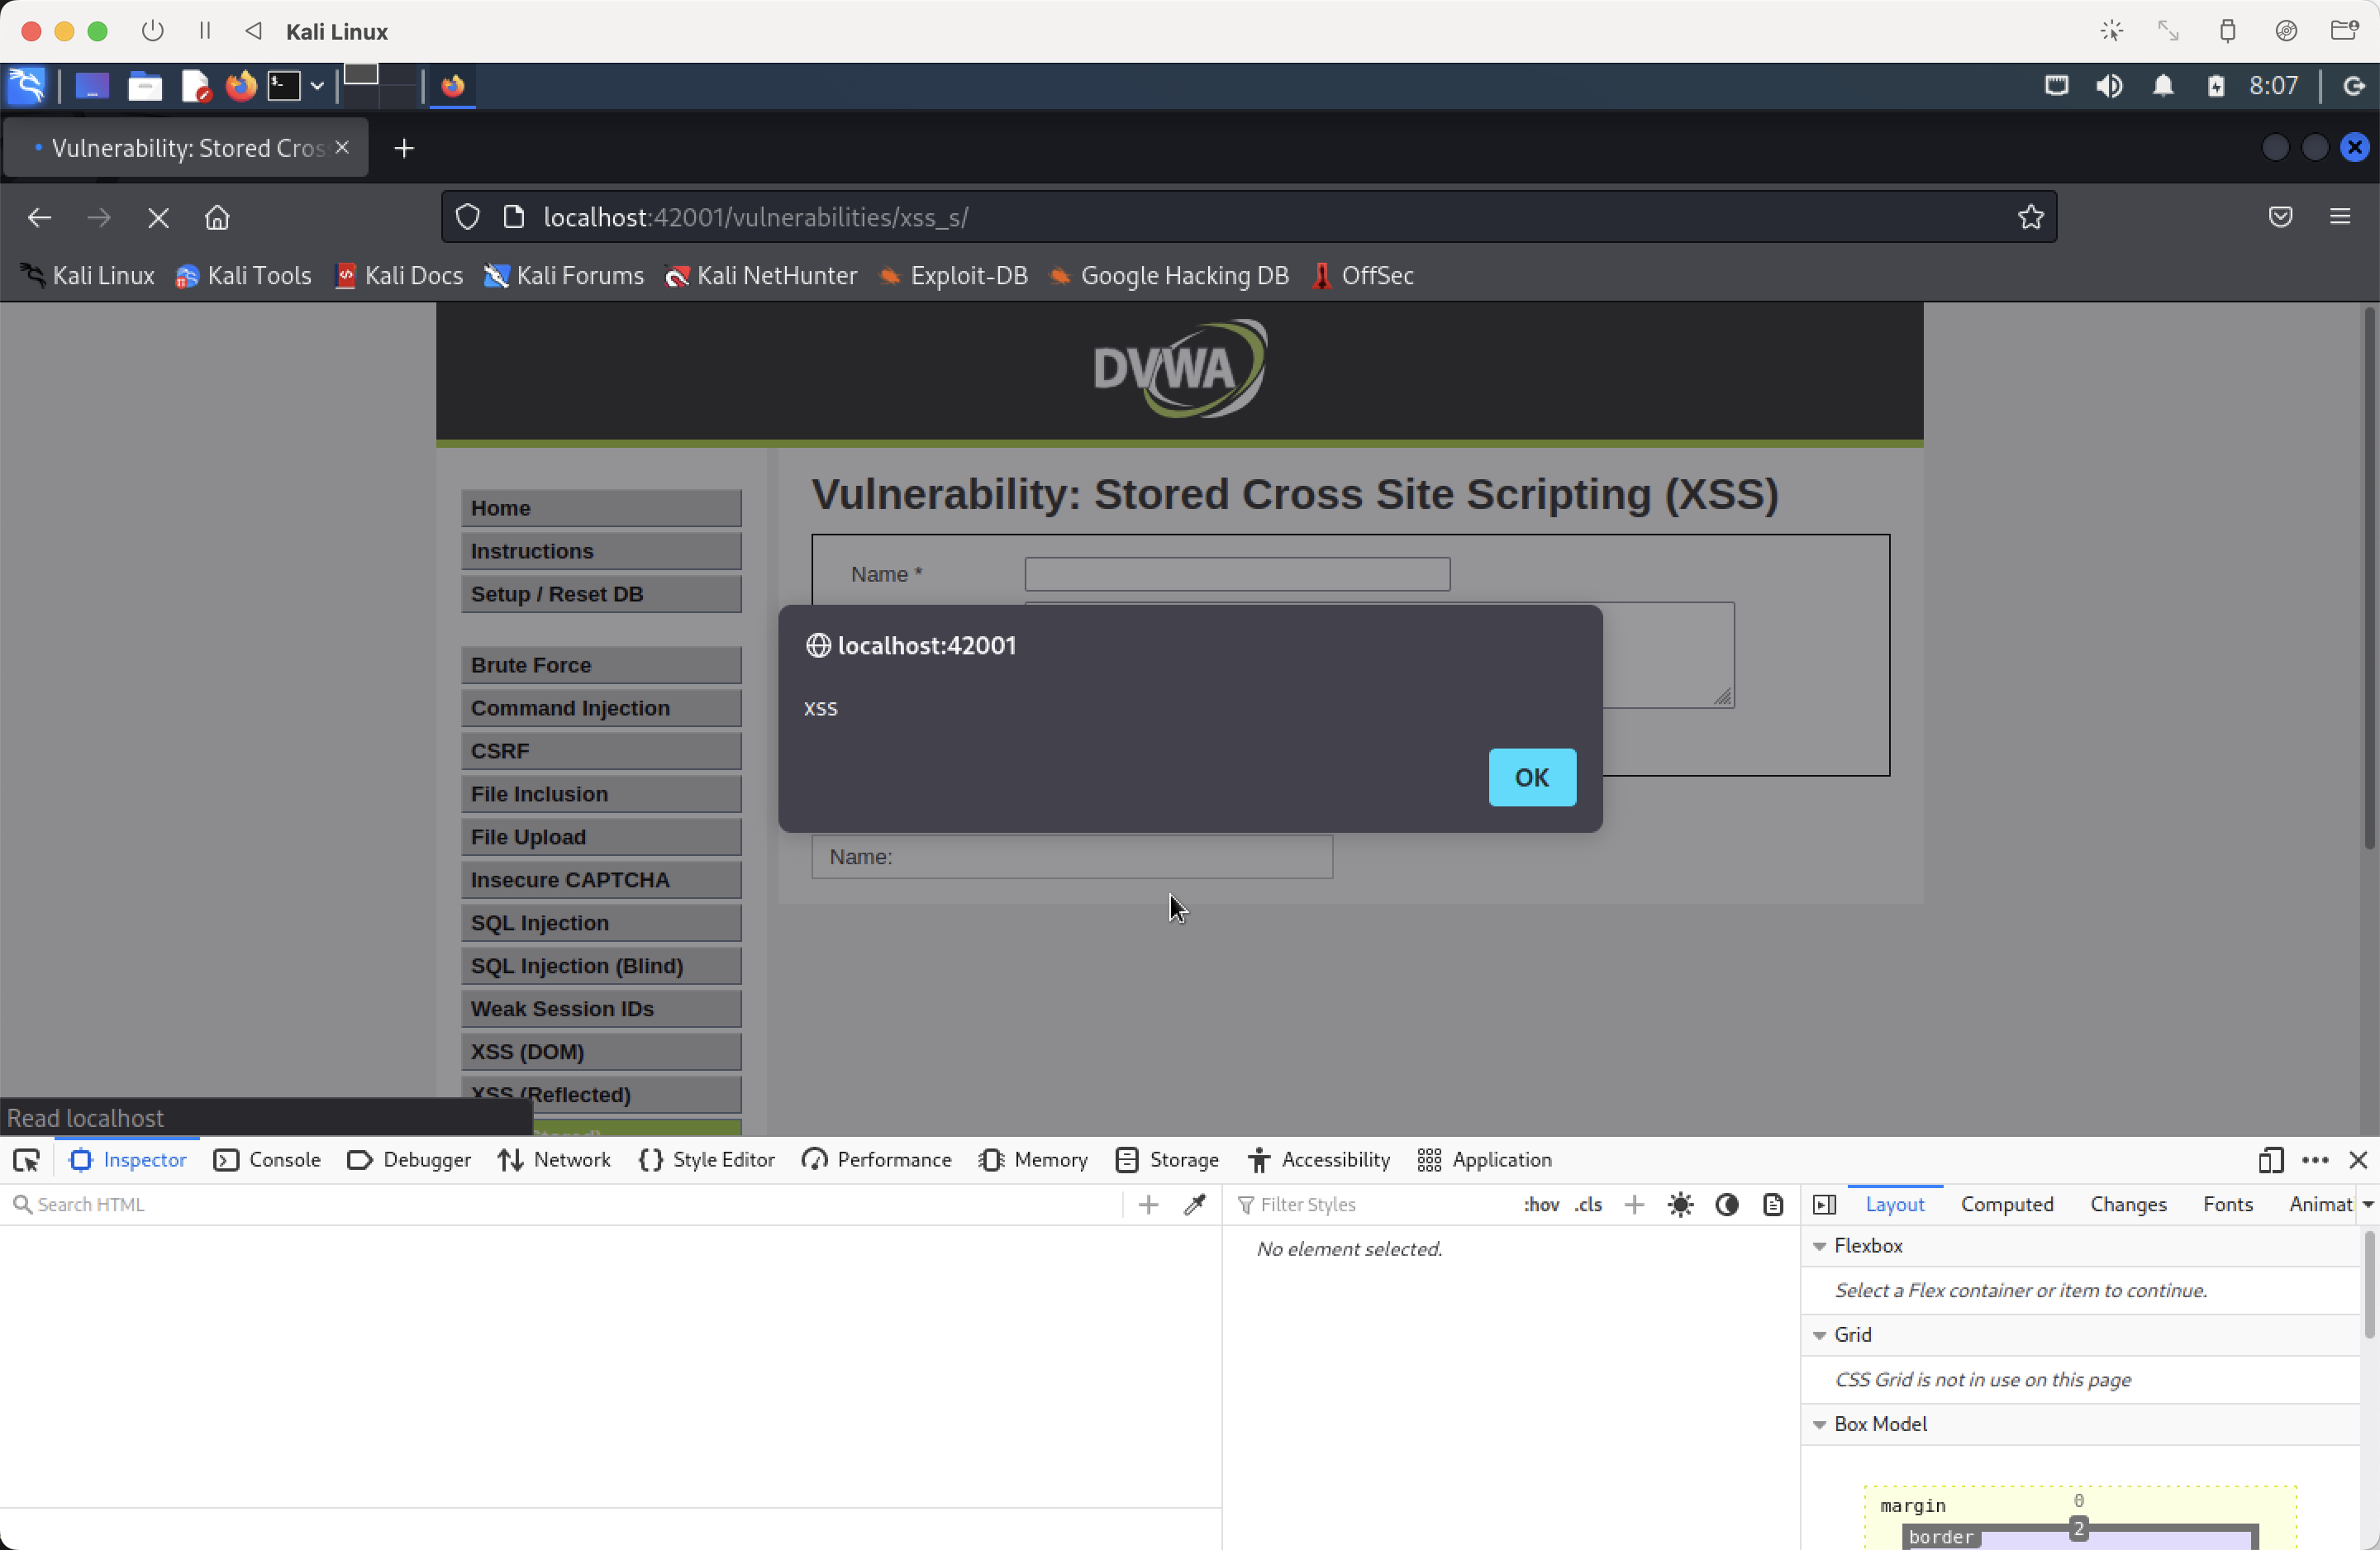 Kali Linux
8:07
Vulnerability: Stored Cros
localhost:42001/vulnerabilities/xss_s/
Kali Linux
Kali Tools
Kali Docs
Kali Forums
Kali NetHunter
Exploit-DB
Google Hacking DB
OffSec
DVWA
Home
Instructions
Setup / Reset DB
Brute Force
Command Injection
CSRF
File Inclusion
File Upload
Insecure CAPTCHA
SQL Injection
SQL Injection (Blind)
Weak Session IDs
XSS (DOM)
XSS (Reflected)
Vulnerability: Stored Cross Site Scripting (XSS)
Name *
localhost:42001
xss
OK
Name:
Read localhost
Inspector
Console
Debugger
Network
Style Editor
Performance
Memory
Storage
Accessibility
Application
Search HTML
Filter Styles
:hov
.cls
Layout
Computed
Changes
Fonts
Animat
No element selected.
Flexbox
Select a Flex container or item to continue.
Grid
CSS Grid is not in use on this page
Box Model
margin
0
border
2